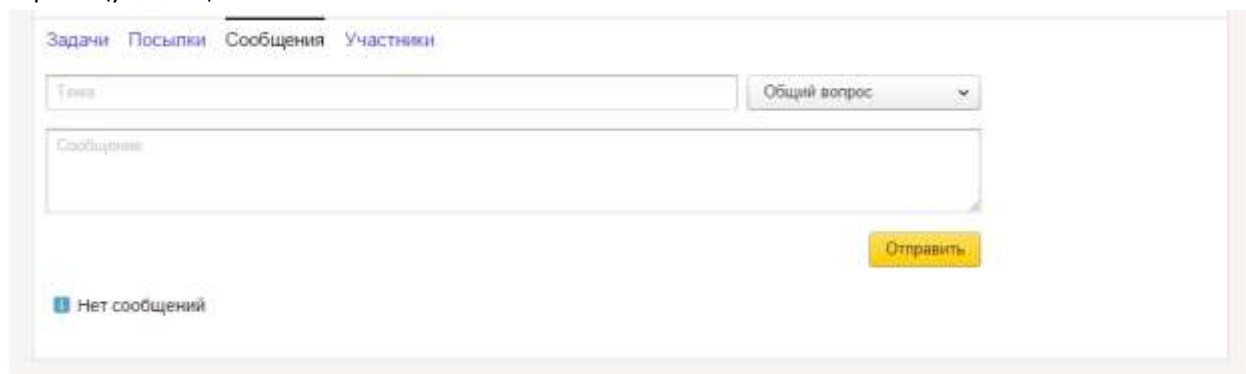 Задачи Посылки Сообщения Участники
Тема Общий вопрос
Сообщение
Отправить
Нет сообщений